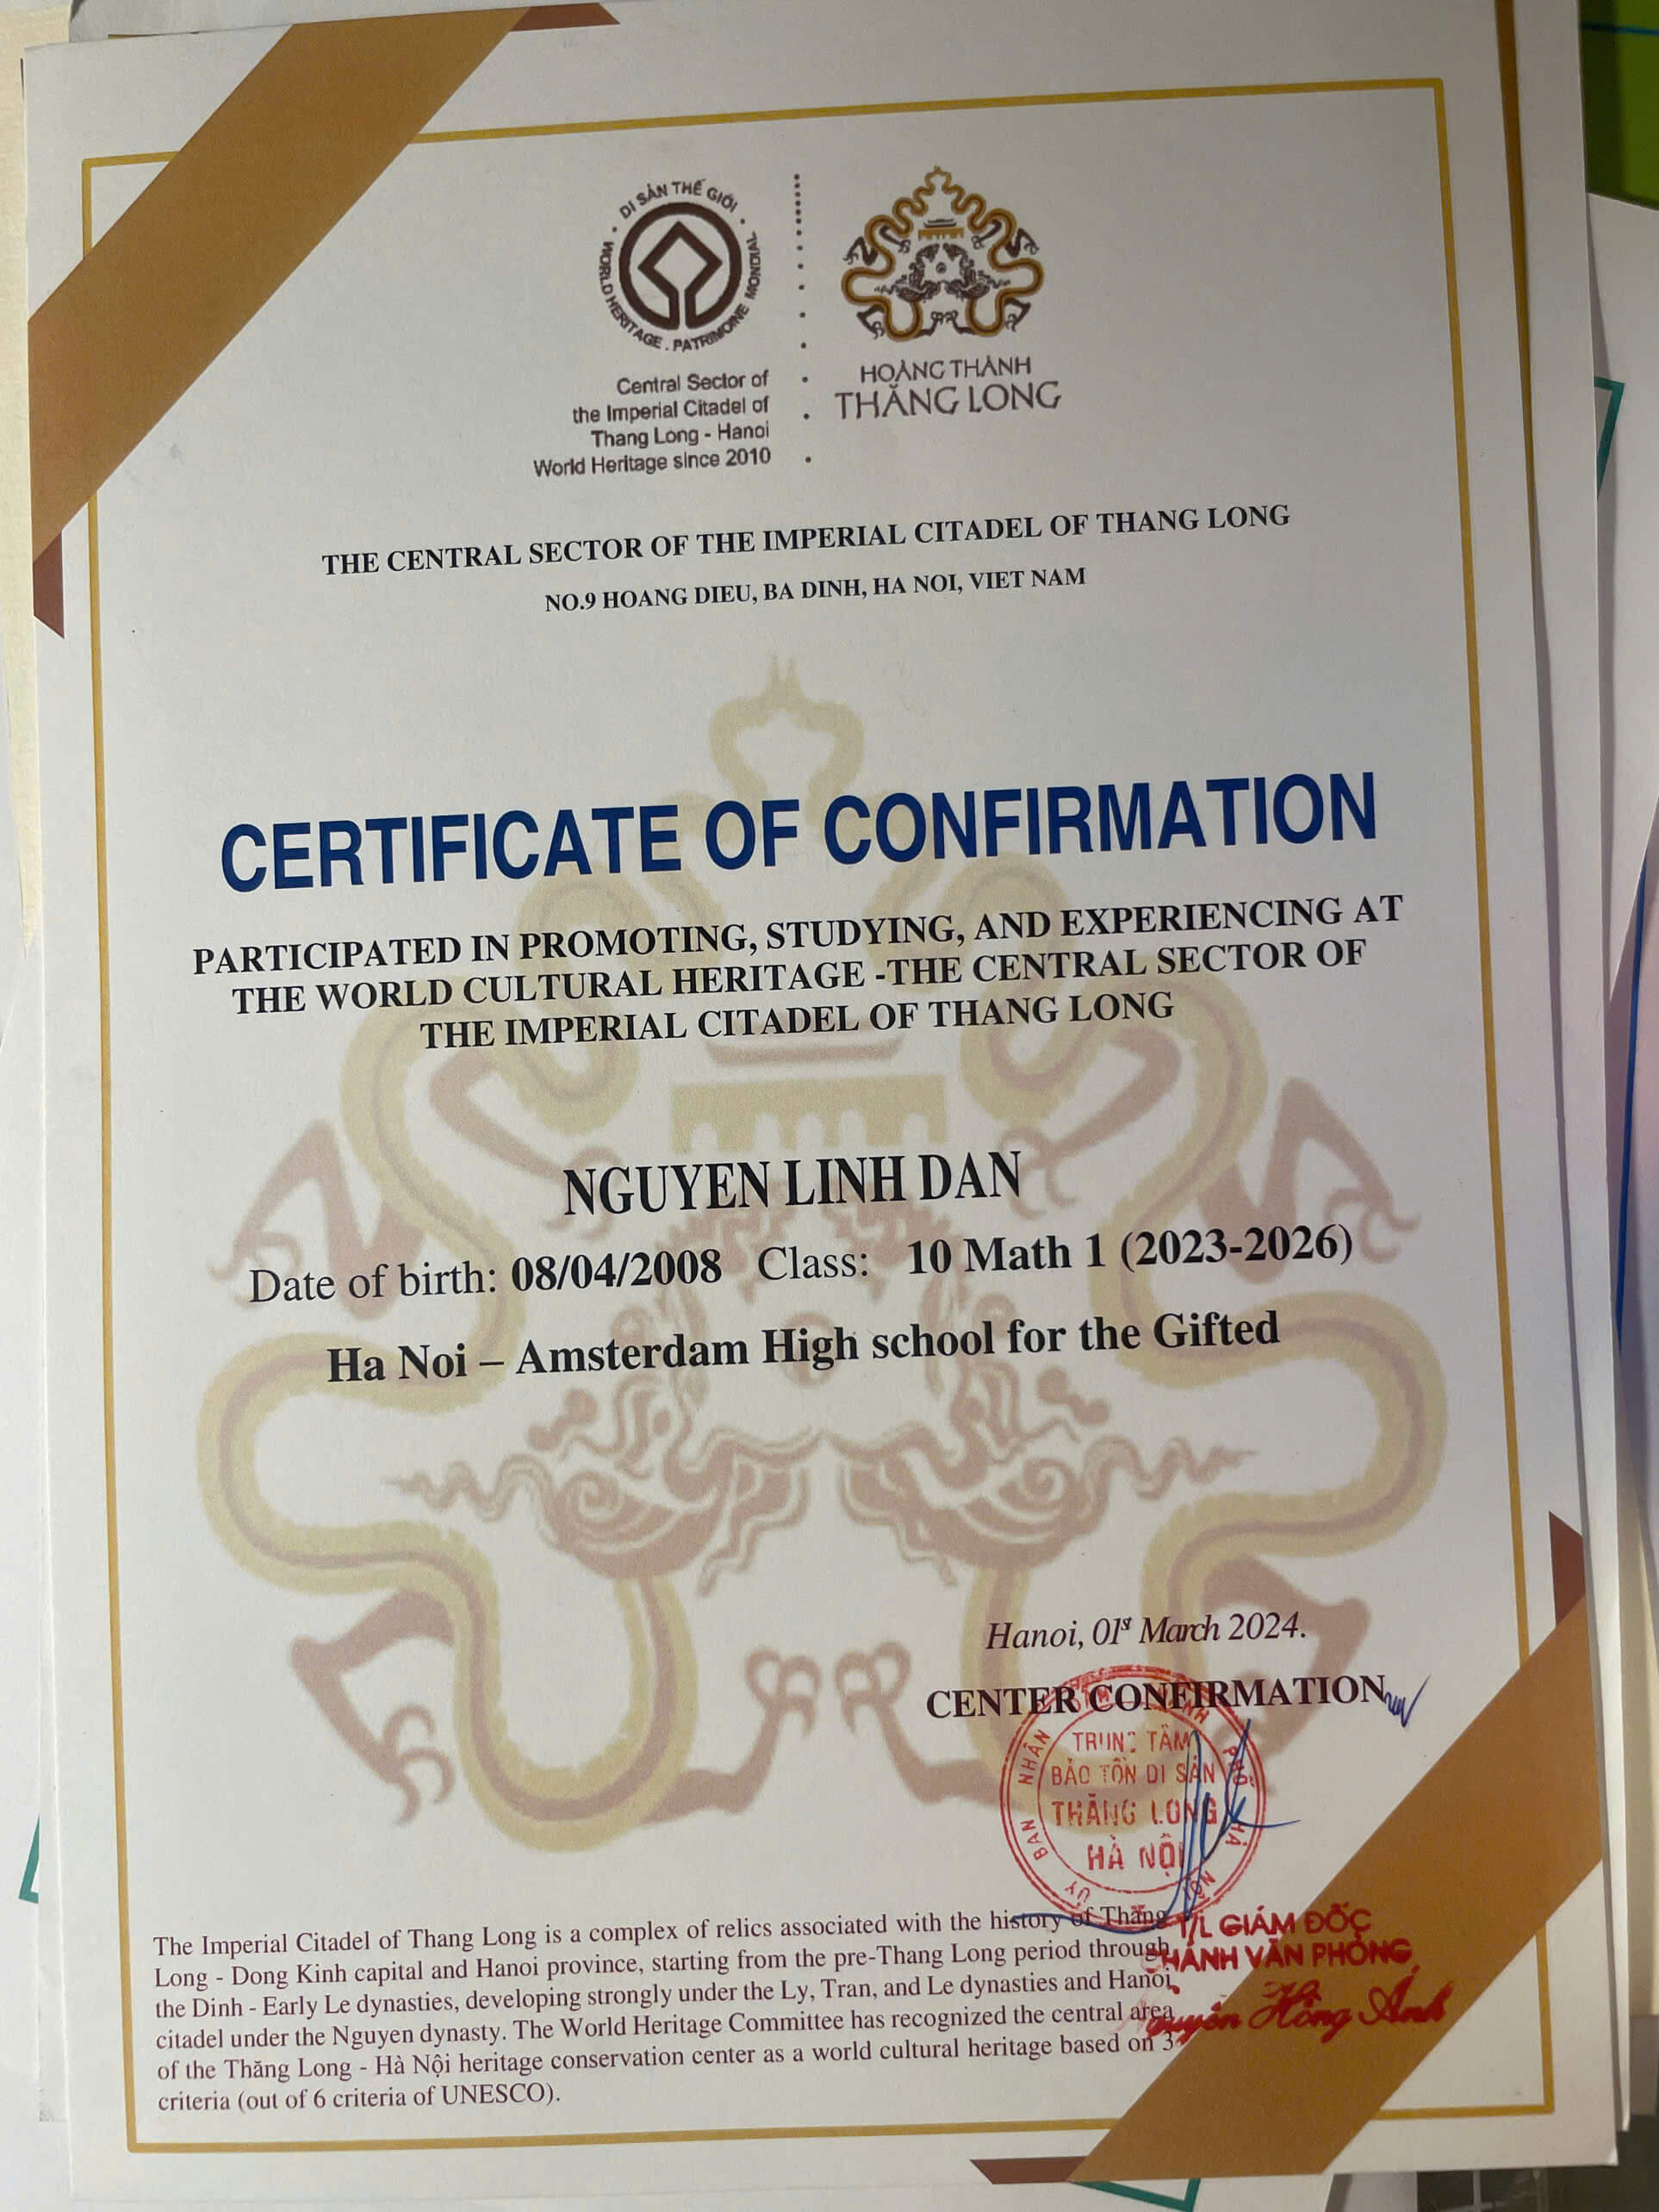 DI SẢN THẾ GIỚI
WORLD HERITAGE . PATRIMOINE MONDIAL
Central Sector of
the Imperial Citadel of
Thang Long - Hanoi
World Heritage since 2010
HOÀNG THÀNH
THĂNG LONG
THE CENTRAL SECTOR OF THE IMPERIAL CITADEL OF THANG LONG
NO.9 HOANG DIEU, BA DINH, HA NOI, VIET NAM
CERTIFICATE OF CONFIRMATION
PARTICIPATED IN PROMOTING, STUDYING, AND EXPERIENCING AT
THE WORLD CULTURAL HERITAGE -THE CENTRAL SECTOR OF
THE IMPERIAL CITADEL OF THANG LONG
NGUYEN LINH DAN
Date of birth: 08/04/2008 Class: 10 Math 1 (2023-2026)
Ha Noi – Amsterdam High school for the Gifted
Hanoi, 01st March 2024.
CENTER CONFIRMATION
BAN NHÂN PHỐ HÀ NỘI
TRUNG TÂM
BẢO TỒN DI SẢN
THĂNG LONG
HÀ NỘI
The Imperial Citadel of Thang Long is a complex of relics associated with the history of Thăng
Long - Dong Kinh capital and Hanoi province, starting from the pre-Thang Long period through
the Dinh - Early Le dynasties, developing strongly under the Ly, Tran, and Le dynasties and Hanoi
citadel under the Nguyen dynasty. The World Heritage Committee has recognized the central area
of the Thăng Long - Hà Nội heritage conservation center as a world cultural heritage based on 3
criteria (out of 6 criteria of UNESCO).
T/L GIÁM ĐỐC
CHÁNH VĂN PHÒNG
Nguyễn Hồng Ánh